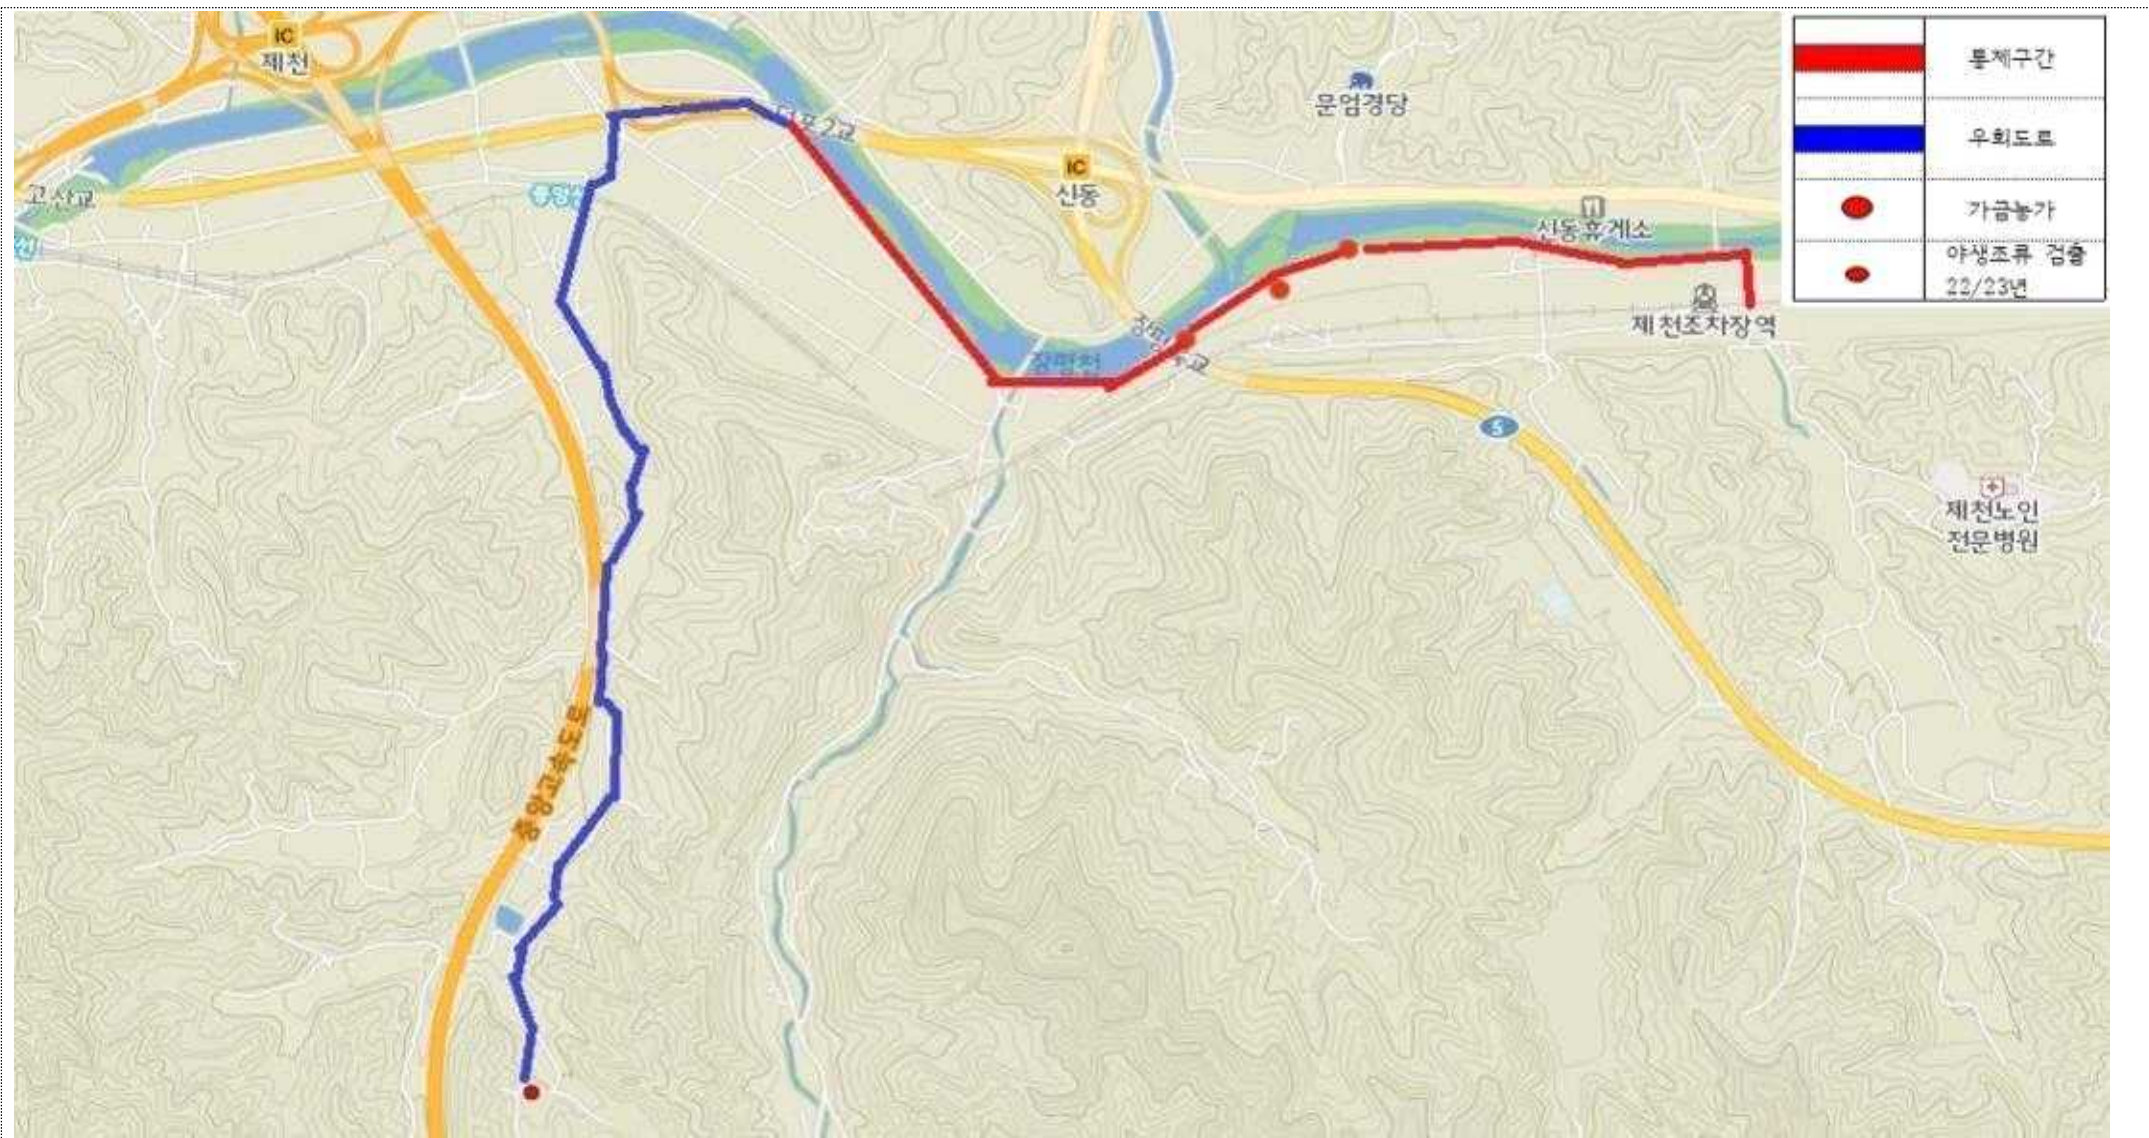 IC
제천
문엄경당
IC
신동
고산교
신동휴게소
제천조차장역
장평천
5
제천노인
전문병원
중앙고속도로
통제구간
우회도로
가금농가
야생조류 검출
22/23년